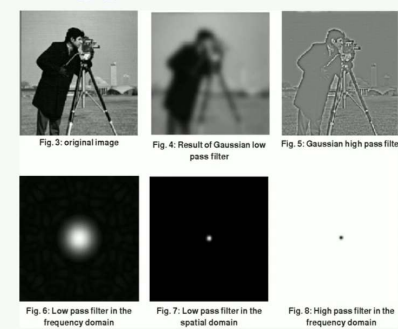 Fig. 3: original image
Fig. 4: Result of Gaussian low
pass filter
Fig. 5: Gaussian high pass filte
Fig. 6: Low pass filter in the
frequency domain
Fig. 7: Low pass filter in the
spatial domain
Fig. 8: High pass filter in the
frequency domain